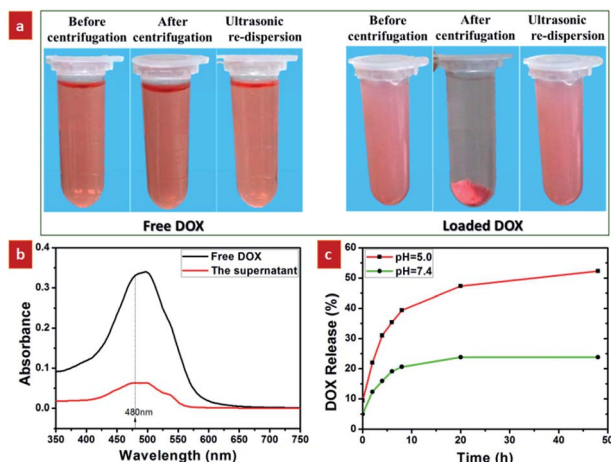 a
Before
centrifugation
After
centrifugation
Ultrasonic
re-dispersion
Before
centrifugation
After
centrifugation
Ultrasonic
re-dispersion
Free DOX
Loaded DOX
b
Free DOX
The supernatant
Absorbance
0.4
0.3
0.2
0.1
0.0
480nm
350 400 450 500 550 600 650 700 750
Wavelength (nm)
c
pH=5.0
pH=7.4
DOX Release (%)
60
50
40
30
20
10
0
0 10 20 30 40 50
Time (h)